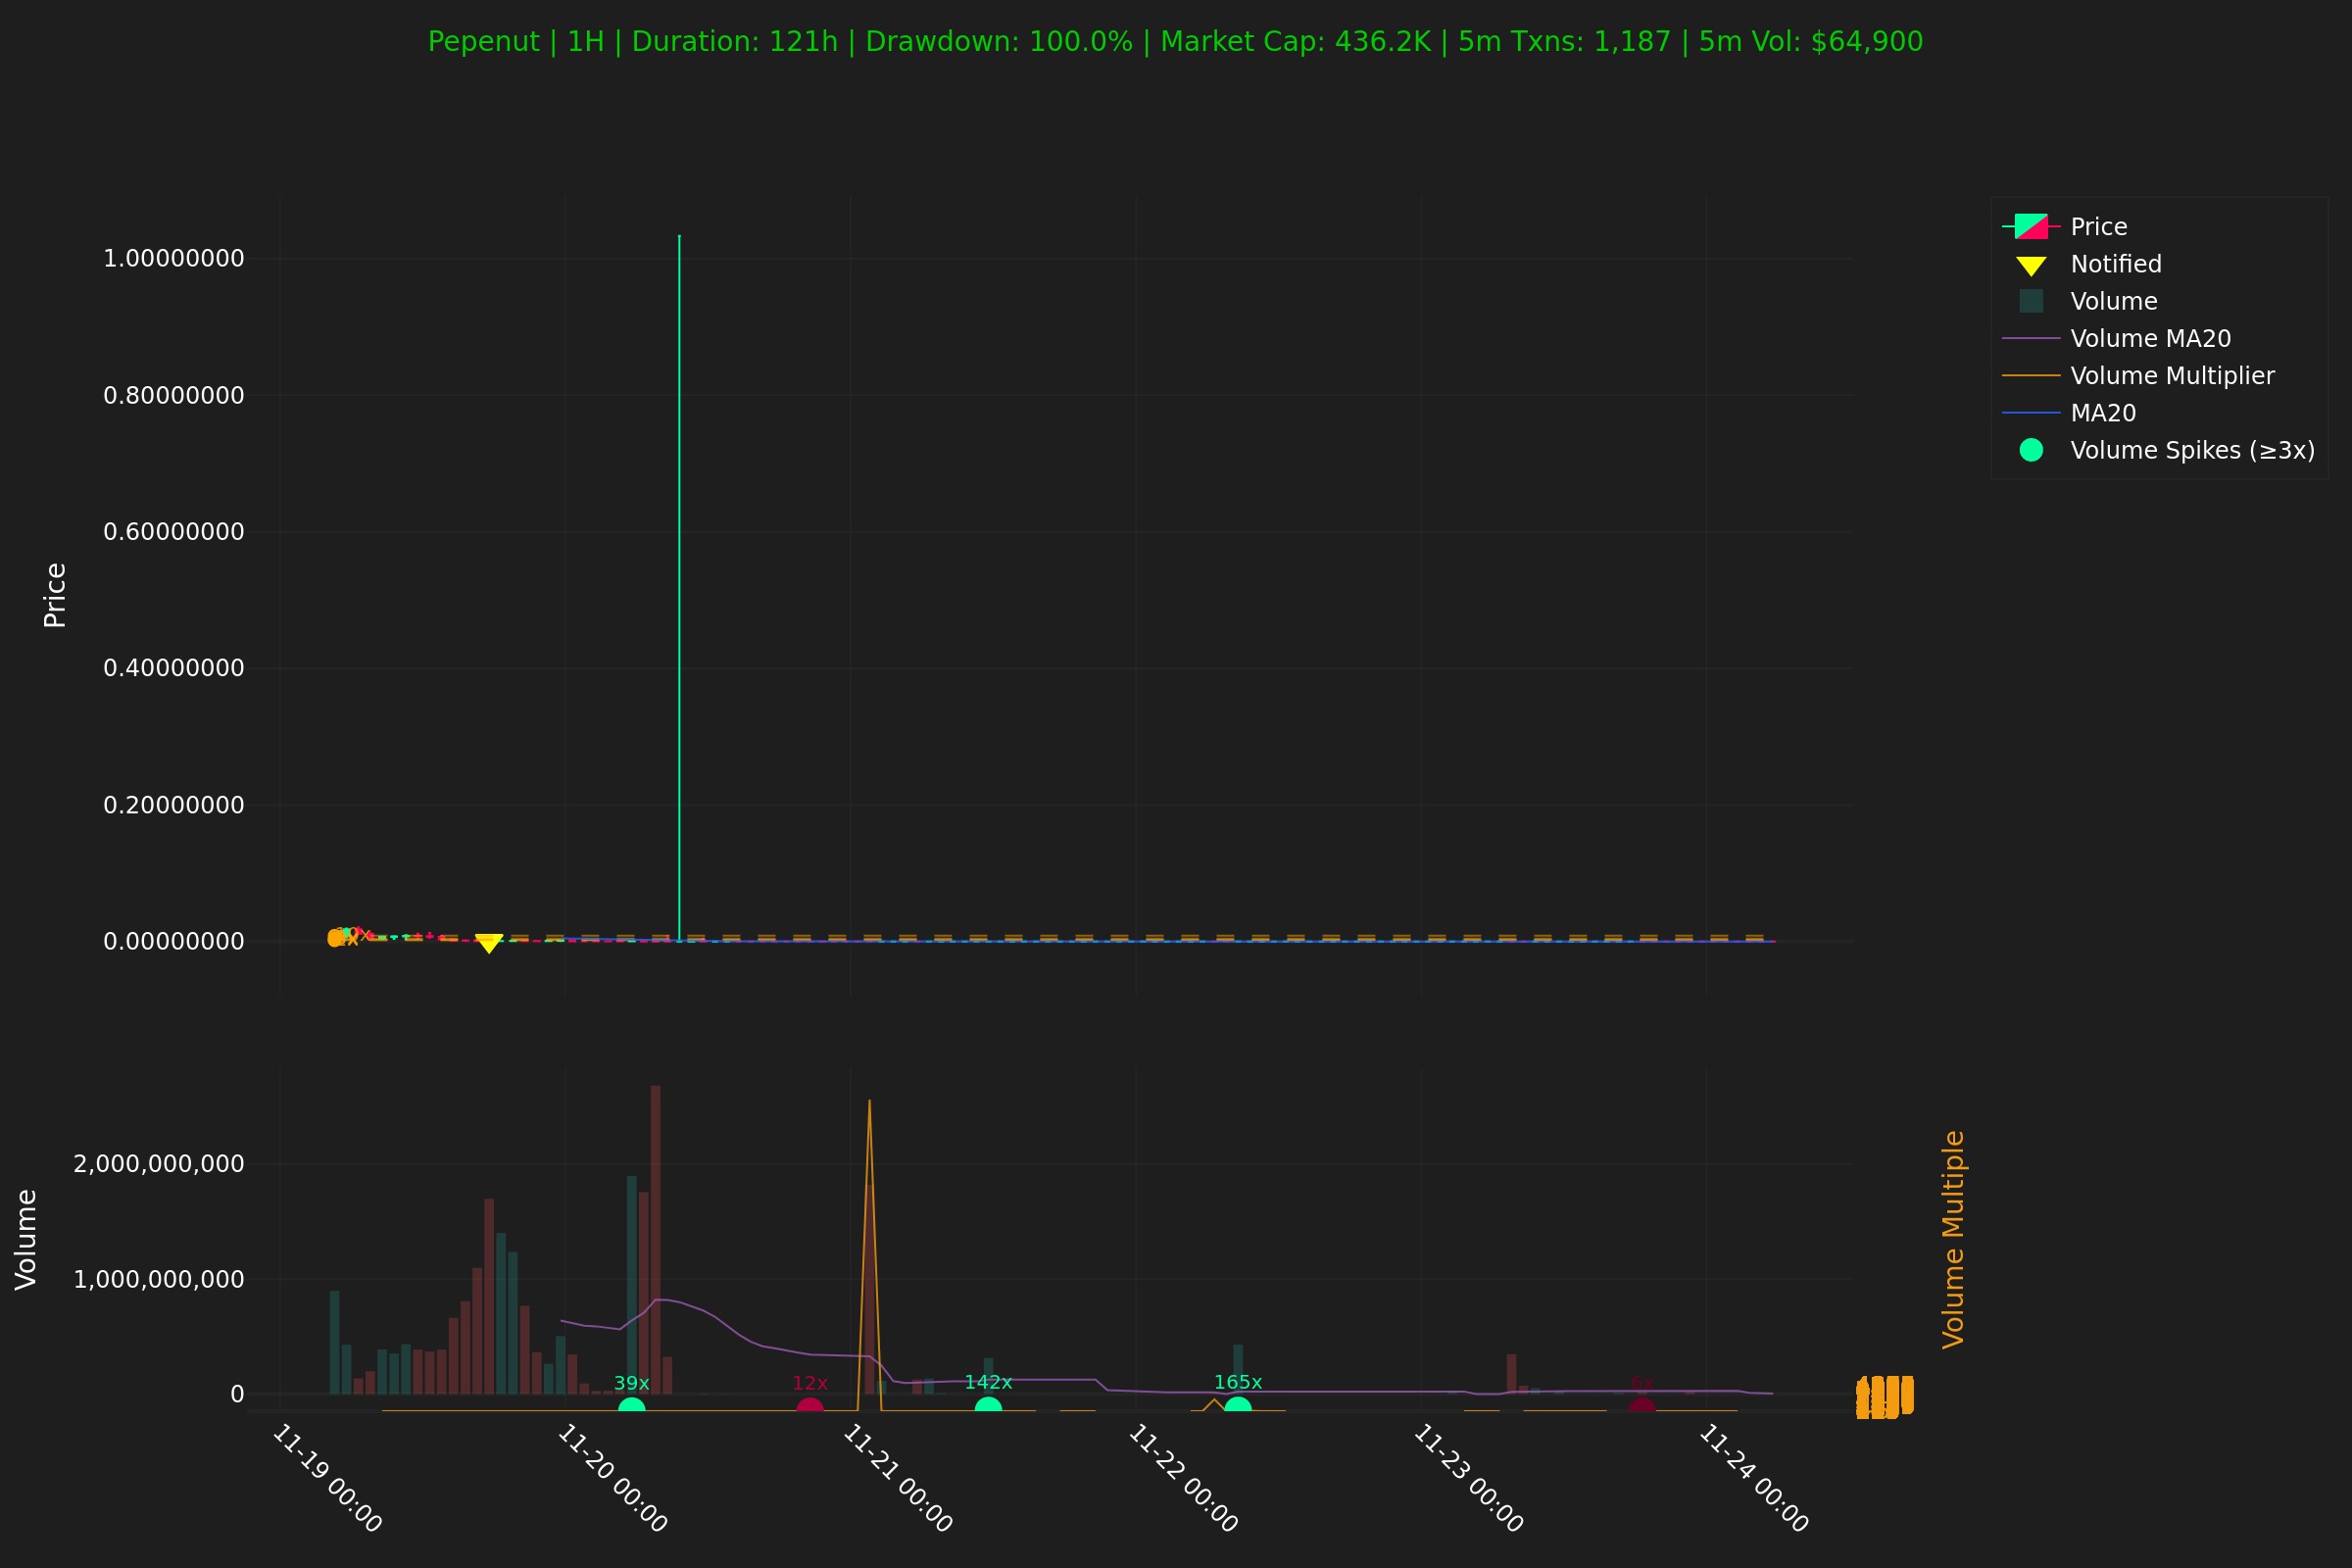 Pepenut | 1H | Duration: 121h | Drawdown: 100.0% | Market Cap: 436.2K | 5m Txns: 1,187 | 5m Vol: $64,900
Price
Notified
Volume
Volume MA20
Volume Multiplier
MA20
Volume Spikes (≥3x)
Price
1.00000000
0.80000000
0.60000000
0.40000000
0.20000000
0.00000000
Volume
2,000,000,000
1,000,000,000
0
39x
12x
142x
165x
6x
Volume Multiple
11-19 00:00
11-20 00:00
11-21 00:00
11-22 00:00
11-23 00:00
11-24 00:00